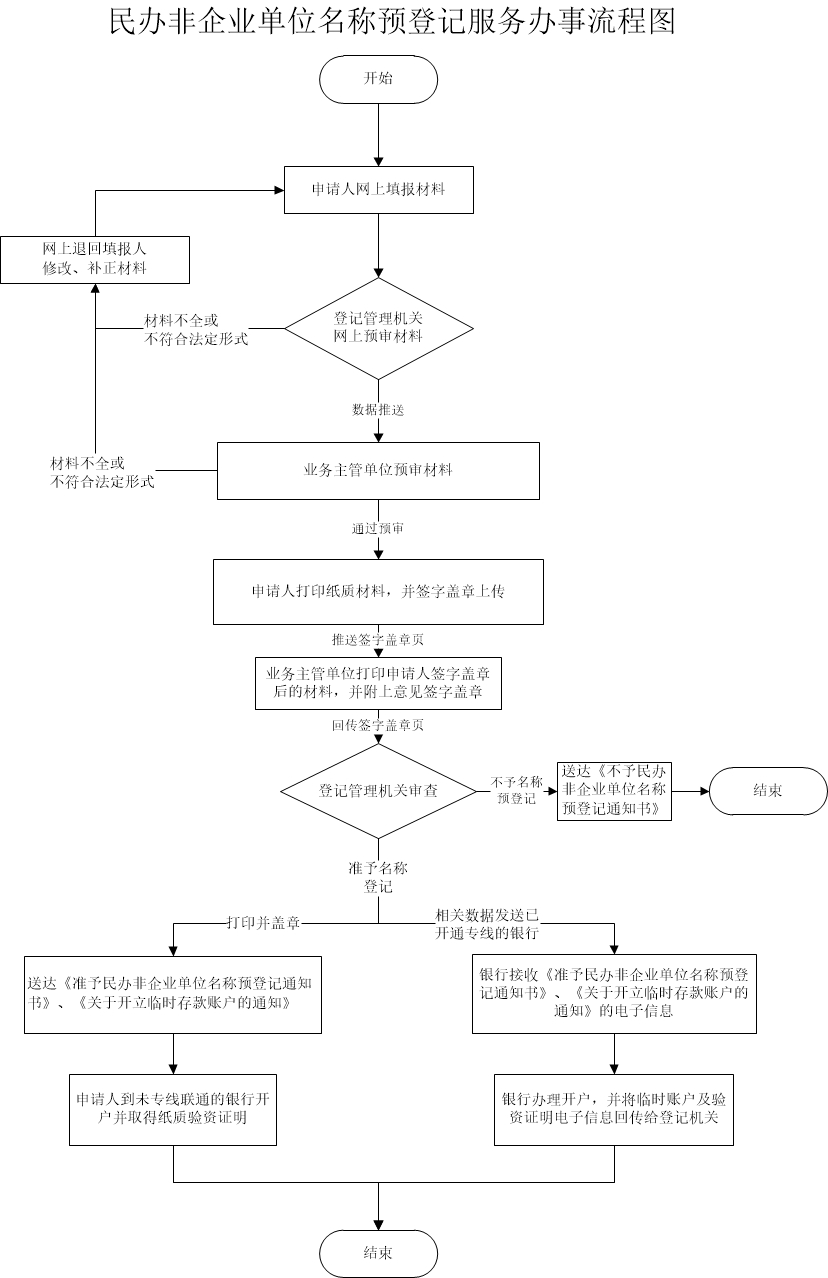 民办非企业单位名称预登记服务办事流程图
开始
申请人网上填报材料
网上退回填报人
修改、补正材料
登记管理机关
网上预审材料
材料不全或
不符合法定形式
数据推送
业务主管单位预审材料
材料不全或
不符合法定形式
通过预审
申请人打印纸质材料，并签字盖章上传
推送签字盖章页
业务主管单位打印申请人签字盖章
后的材料，并附上意见签字盖章
回传签字盖章页
登记管理机关审查
不予名称
预登记
送达《不予民办
非企业单位名称
预登记通知书》
结束
准予名称
登记
打印并盖章
相关数据发送已
开通专线的银行
送达《准予民办非企业单位名称预登记通知
书》、《关于开立临时存款账户的通知》
银行接收《准予民办非企业单位名称预登
记通知书》、《关于开立临时存款账户的
通知》的电子信息
申请人到未专线联通的银行开
户并取得纸质验资证明
银行办理开户，并将临时账户及验
资证明电子信息回传给登记机关
结束